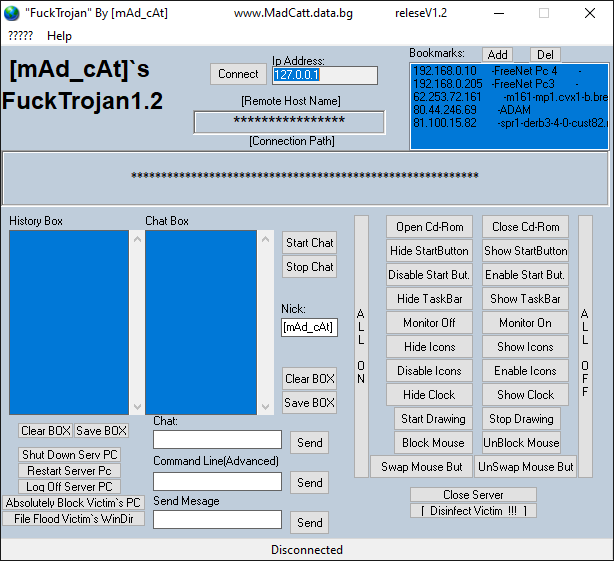 "FuckTrojan" By [mAd_cAt] www.MadCatt.data.bg releseV1.2
????? Help
[mAd_cAt]`s
FuckTrojan1.2
Connect
Ip Address:
127.0.0.1
[Remote Host Name]
****************
[Connection Path]
Bookmarks: Add Del
192.168.0.10 -FreeNet Pc 4 -
192.168.0.205 -FreeNet Pc3 -
62.253.72.161 -m161-mp1.cvx1-b.bre
80.44.246.69 -ADAM
81.100.15.82 -spr1-derb3-4-0-cust82.
**********************************************************
History Box Chat Box
Start Chat
Stop Chat
Nick:
[mAd_cAt]
Clear BOX
Save BOX
Clear BOX Save BOX
Shut Down Serv PC
Restart Server Pc
Log Off Server PC
Absolutely Block Victim`s PC
File Flood Victim`s WinDir
Chat:
Send
Command Line(Advanced)
Send
Send Mesage
Send
ALL ON
Open Cd-Rom Close Cd-Rom
Hide StartButton Show StartButton
Disable Start But. Enable Start But.
Hide TaskBar Show TaskBar
Monitor Off Monitor On
Hide Icons Show Icons
Disable Icons Enable Icons
Hide Clock Show Clock
Start Drawing Stop Drawing
Block Mouse UnBlock Mouse
Swap Mouse But UnSwap Mouse But
ALL OFF
Close Server
[ Disinfect Victim !!! ]
Disconnected